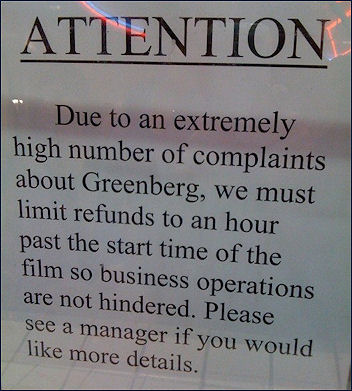 ATTENTION
Due to an extremely
high number of complaints
about Greenberg, we must
limit refunds to an hour
past the start time of the
film so business operations
are not hindered. Please
see a manager if you would
like more details.